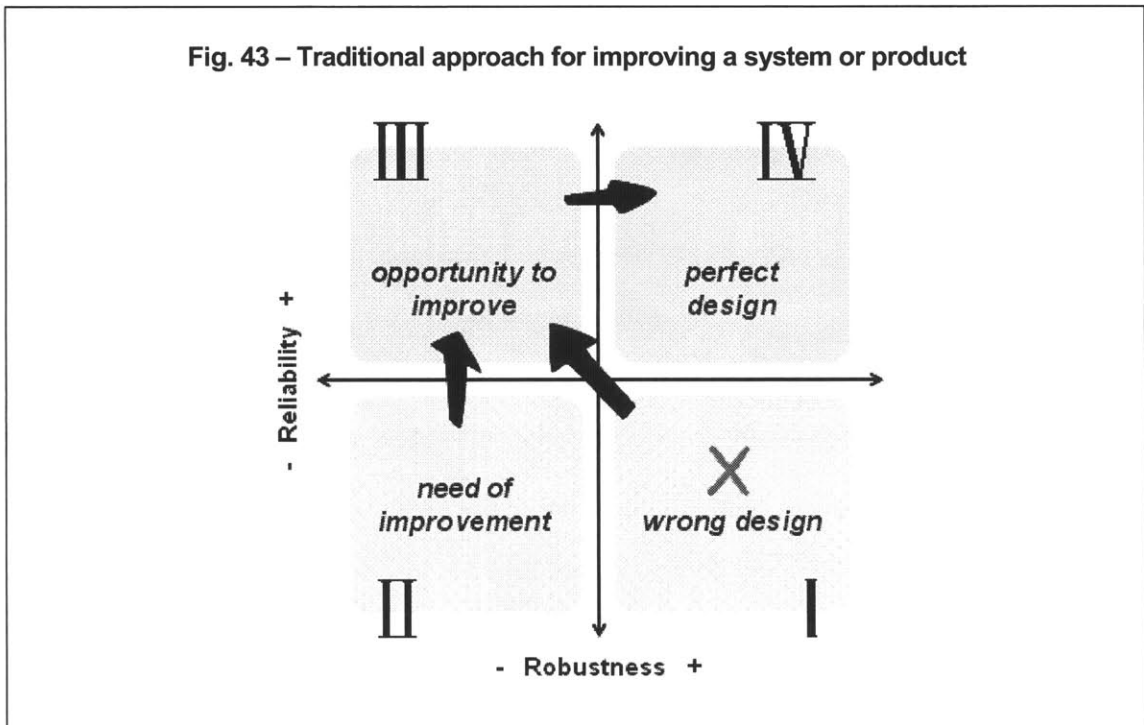 Fig. 43 – Traditional approach for improving a system or product
III
IV
opportunity to
improve
perfect
design
- Reliability +
need of
improvement
wrong design
II
I
- Robustness +